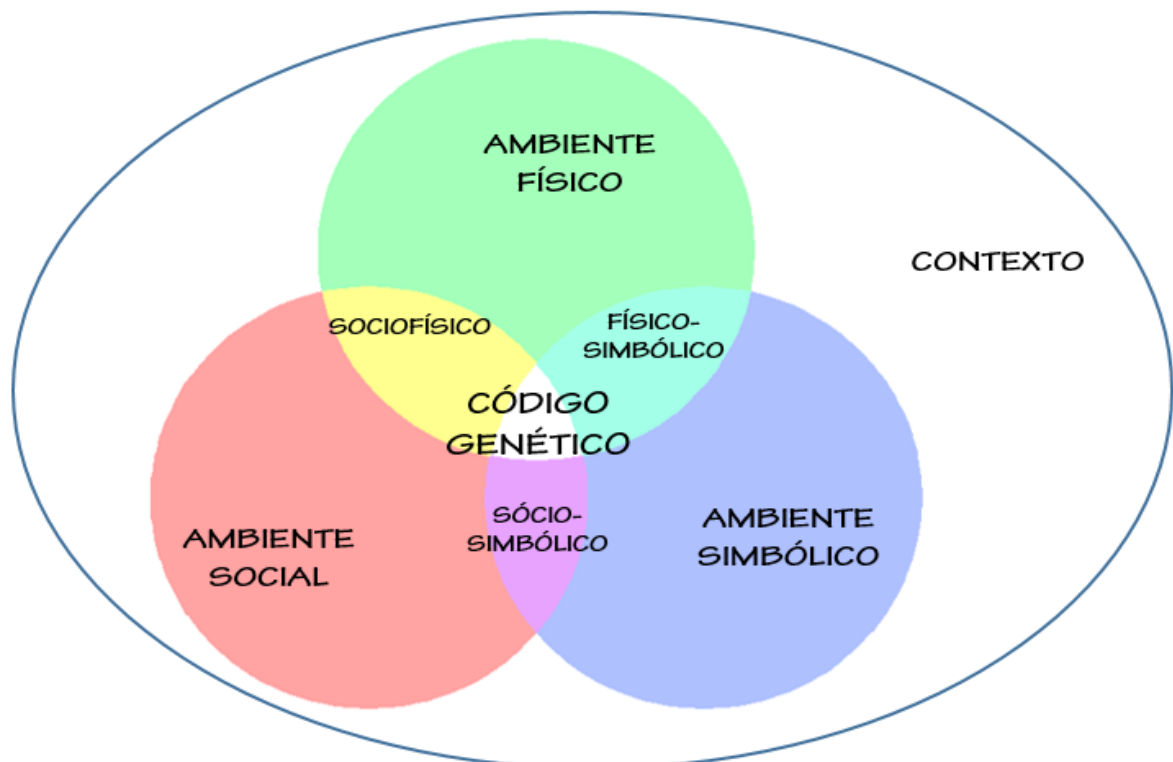 AMBIENTE
FÍSICO
CONTEXTO
SOCIOFÍSICO
FÍSICO-
SIMBÓLICO
CÓDIGO
GENÉTICO
SÓCIO-
SIMBÓLICO
AMBIENTE
SOCIAL
AMBIENTE
SIMBÓLICO